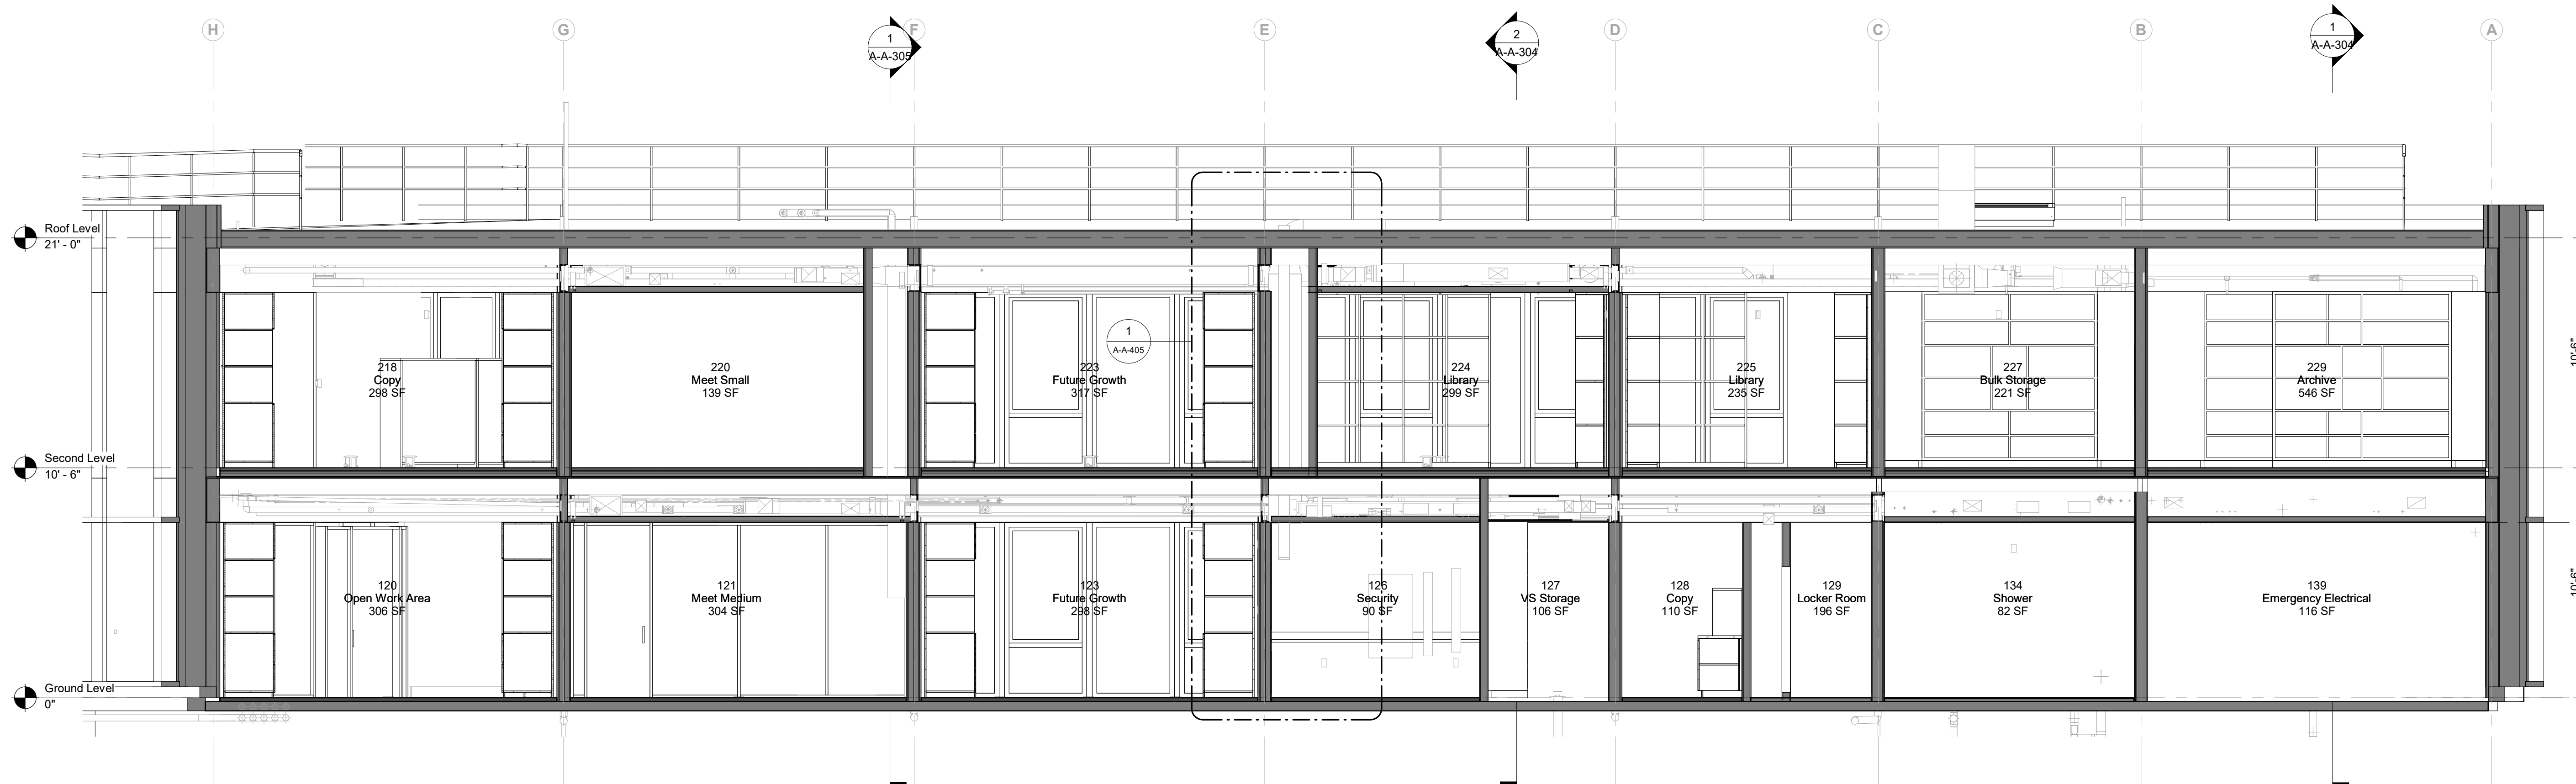 H
G
1
A-A-305
F
E
2
A-A-304
D
C
B
1
A-A-304
A
Roof Level
21' - 0"
218
Copy
298 SF
220
Meet Small
139 SF
223
Future Growth
317 SF
1
A-A-405
224
Library
299 SF
225
Library
235 SF
227
Bulk Storage
221 SF
229
Archive
546 SF
10'-6"
Second Level
10' - 6"
120
Open Work Area
306 SF
121
Meet Medium
304 SF
123
Future Growth
298 SF
126
Security
90 SF
127
VS Storage
106 SF
128
Copy
110 SF
129
Locker Room
196 SF
134
Shower
82 SF
139
Emergency Electrical
116 SF
10'-6"
Ground Level
0"